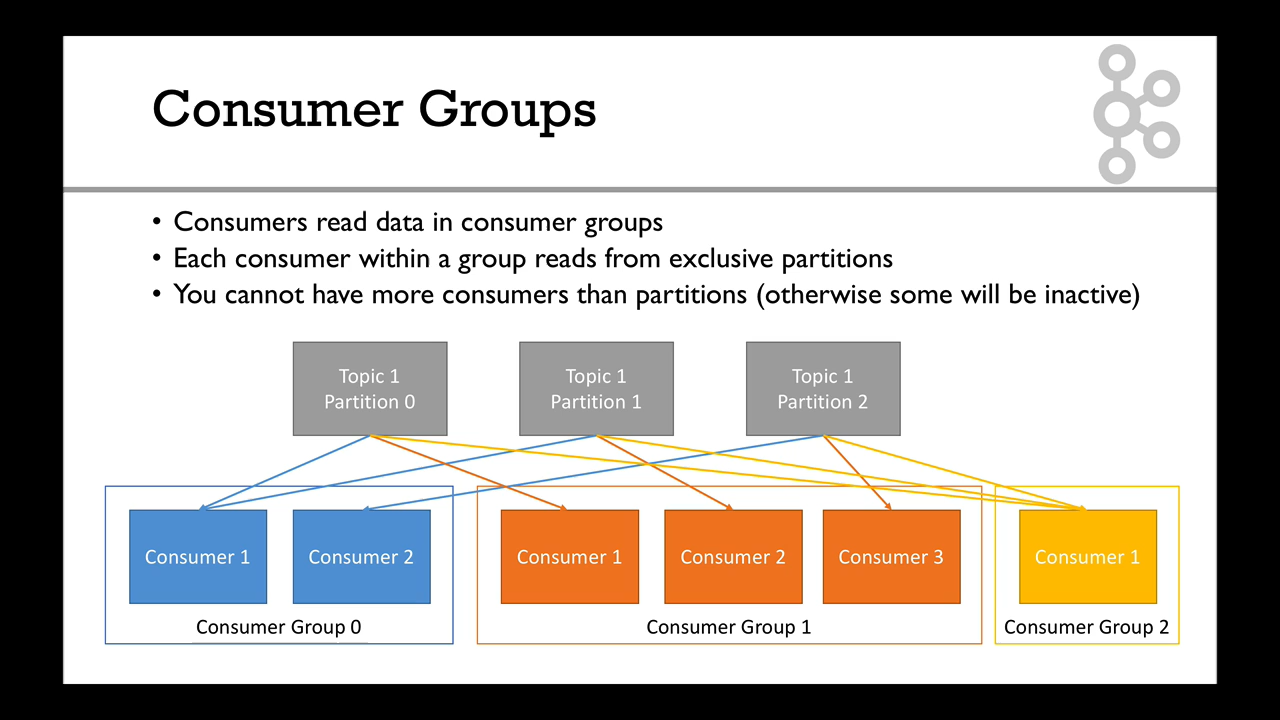 Consumer Groups
• Consumers read data in consumer groups
• Each consumer within a group reads from exclusive partitions
• You cannot have more consumers than partitions (otherwise some will be inactive)
Topic 1
Partition 0
Topic 1
Partition 1
Topic 1
Partition 2
Consumer 1
Consumer 2
Consumer Group 0
Consumer 1
Consumer 2
Consumer 3
Consumer Group 1
Consumer 1
Consumer Group 2